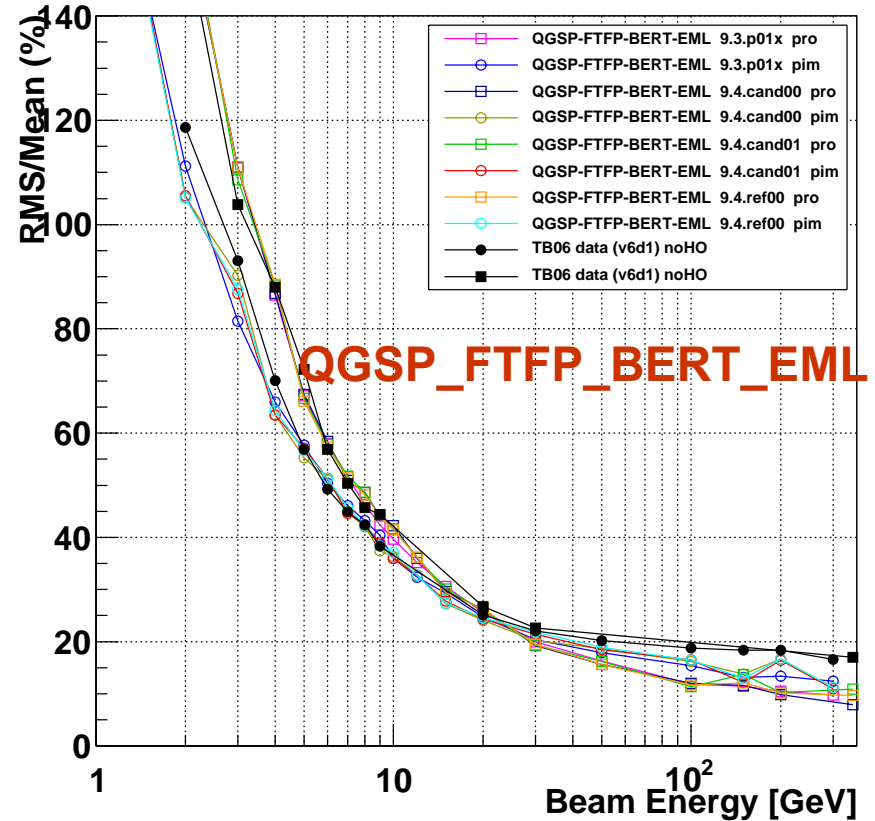 RMS/Mean (%)
140
120
100
80
60
40
20
0
QGSP-FTFP-BERT-EML 9.3.p01x pro
QGSP-FTFP-BERT-EML 9.3.p01x pim
QGSP-FTFP-BERT-EML 9.4.cand00 pro
QGSP-FTFP-BERT-EML 9.4.cand00 pim
QGSP-FTFP-BERT-EML 9.4.cand01 pro
QGSP-FTFP-BERT-EML 9.4.cand01 pim
QGSP-FTFP-BERT-EML 9.4.ref00 pro
QGSP-FTFP-BERT-EML 9.4.ref00 pim
TB06 data (v6d1) noHO
TB06 data (v6d1) noHO
QGSP_FTFP_BERT_EML
1 10 10²
Beam Energy [GeV]